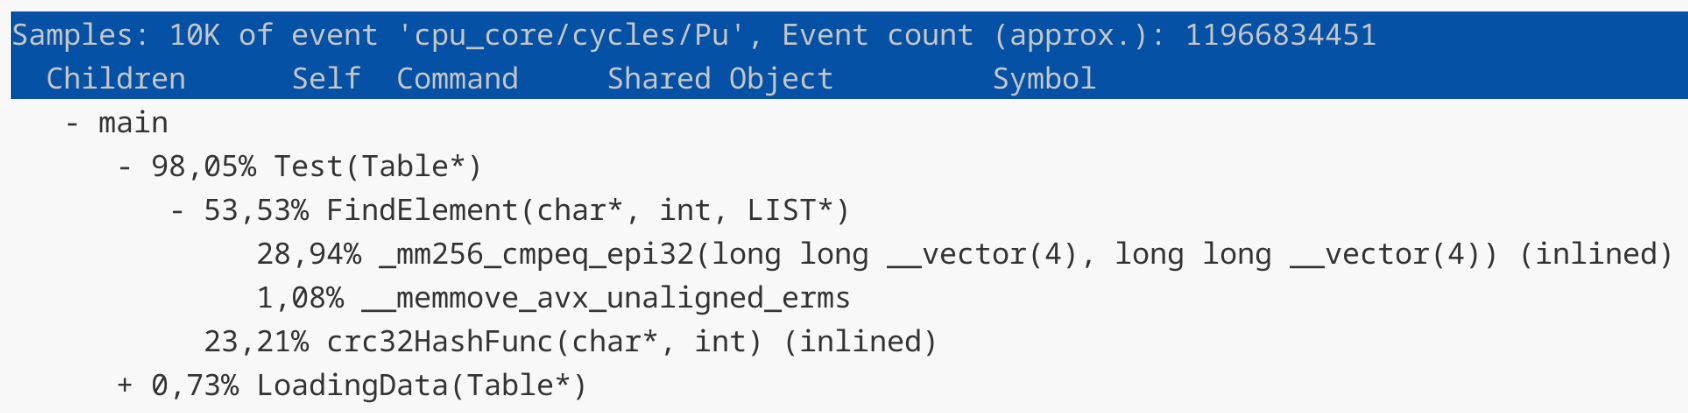 Samples: 10K of event 'cpu_core/cycles/Pu', Event count (approx.): 11966834451
Children Self Command Shared Object Symbol
- main
- 98,05% Test(Table*)
- 53,53% FindElement(char*, int, LIST*)
28,94% _mm256_cmpeq_epi32(long long __vector(4), long long __vector(4)) (inlined)
1,08% __memmove_avx_unaligned_erms
23,21% crc32HashFunc(char*, int) (inlined)
+ 0,73% LoadingData(Table*)